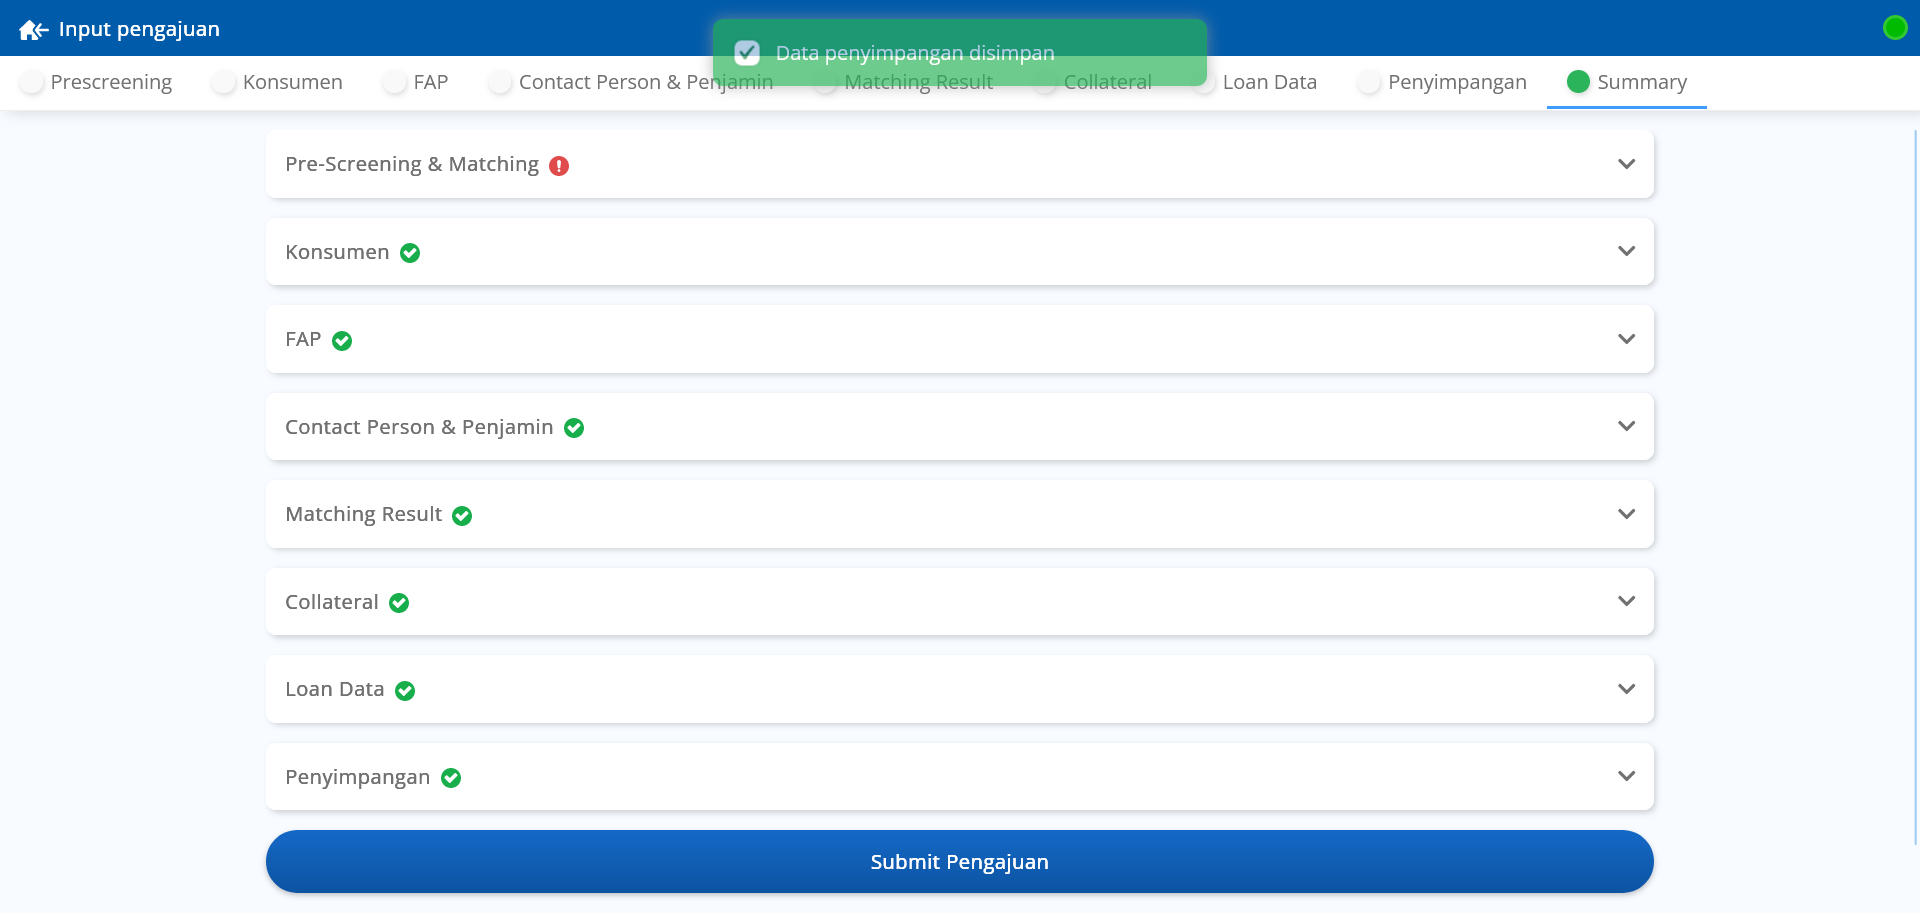 Input pengajuan
Data penyimpangan disimpan
Prescreening
Konsumen
FAP
Contact Person & Penjamin
Matching Result
Collateral
Loan Data
Penyimpangan
Summary
Pre-Screening & Matching
Konsumen
FAP
Contact Person & Penjamin
Matching Result
Collateral
Loan Data
Penyimpangan
Submit Pengajuan